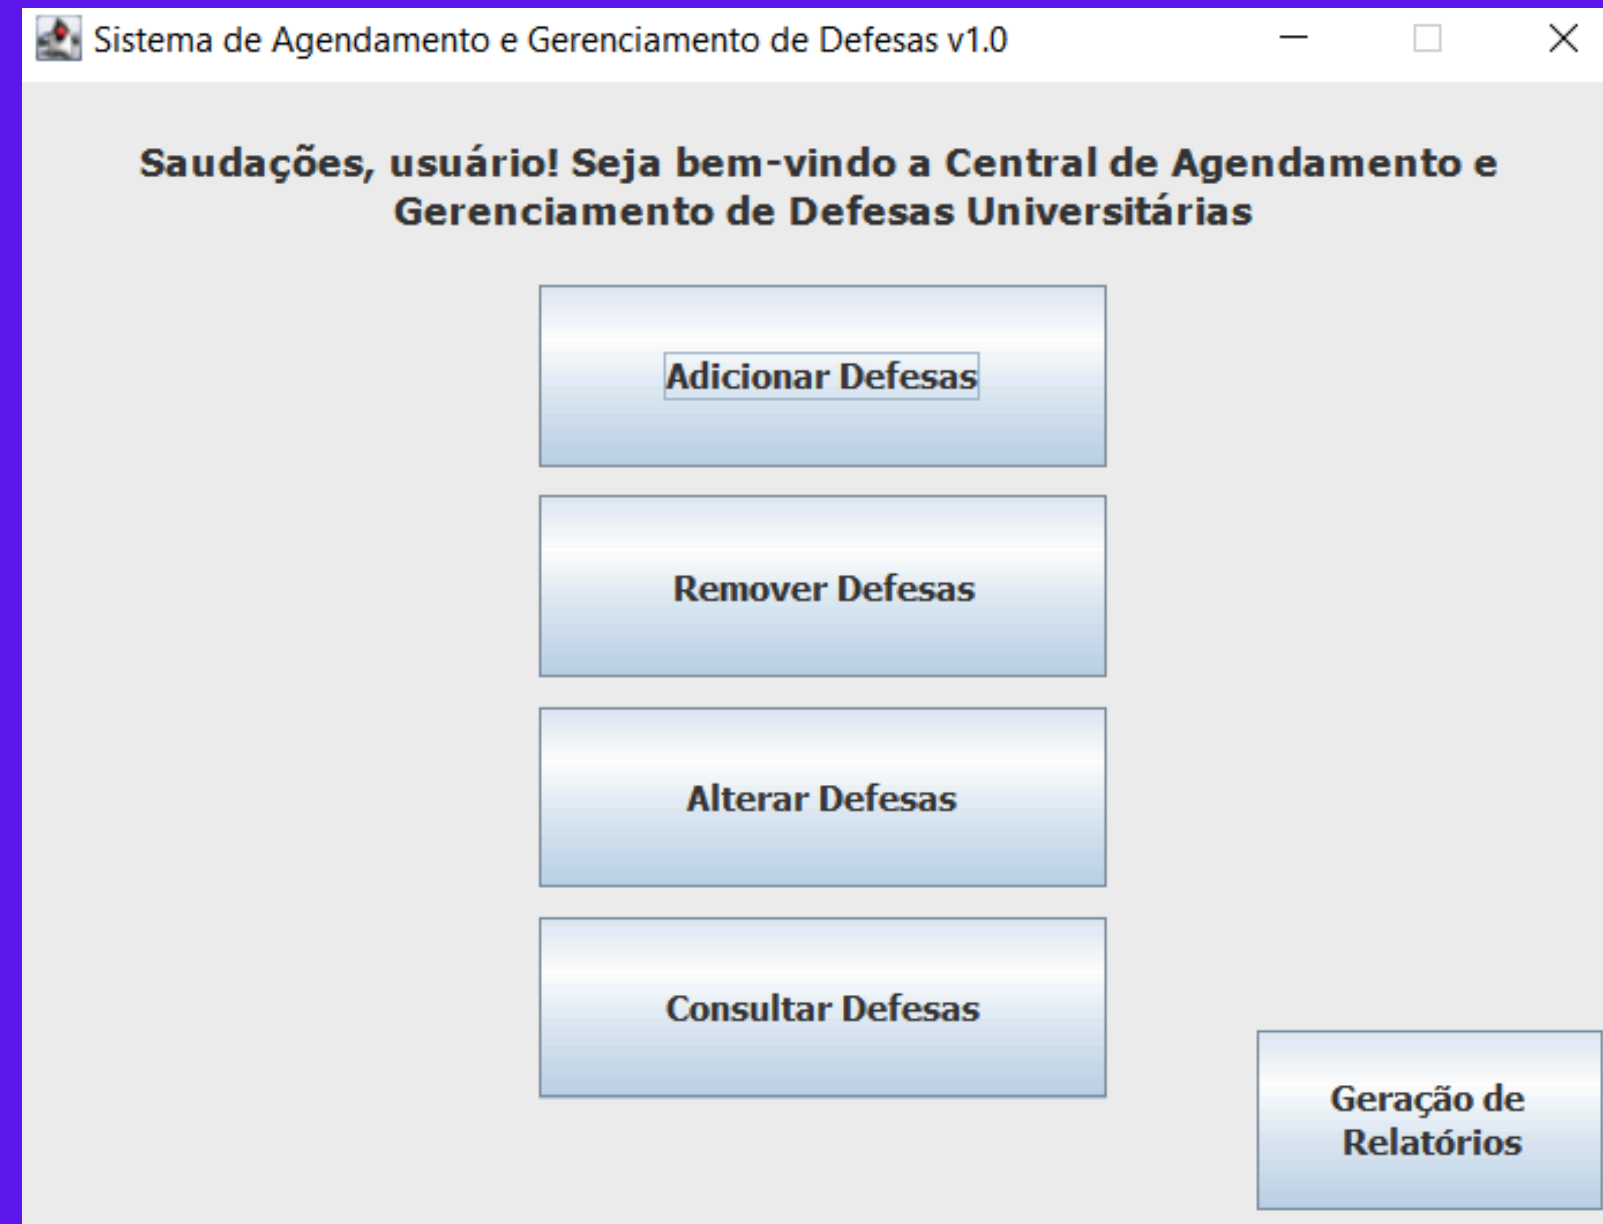 Sistema de Agendamento e Gerenciamento de Defesas v1.0
Saudações, usuário! Seja bem-vindo a Central de Agendamento e
Gerenciamento de Defesas Universitárias
Adicionar Defesas
Remover Defesas
Alterar Defesas
Consultar Defesas
Geração de
Relatórios